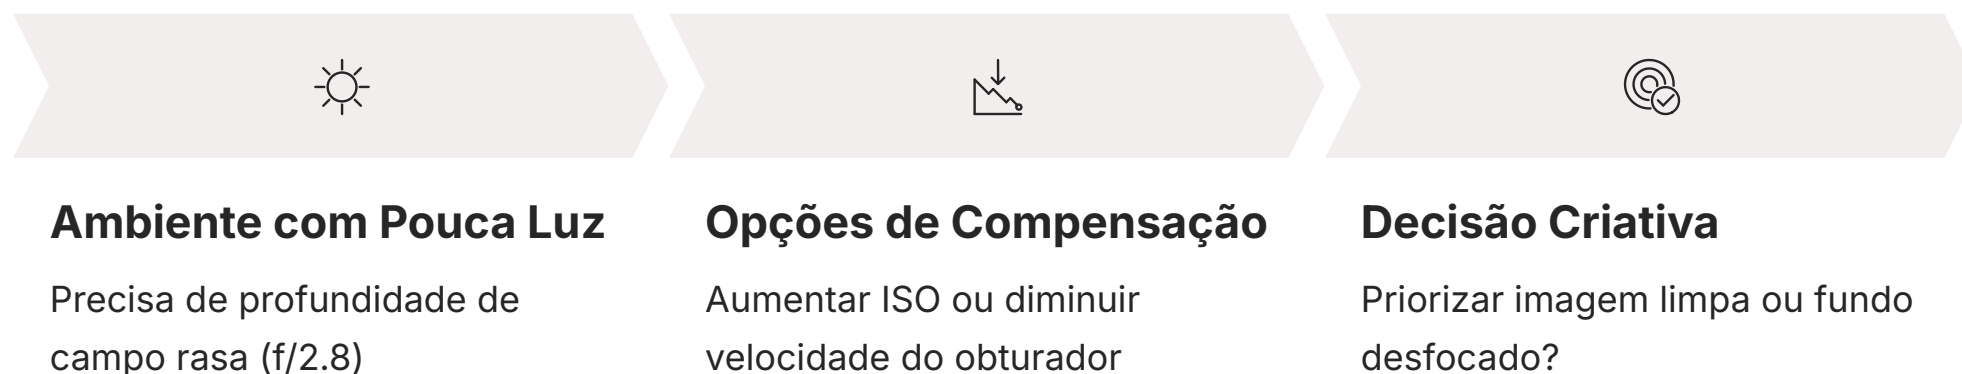 Ambiente com Pouca Luz
Precisa de profundidade de
campo rasa (f/2.8)
Opções de Compensação
Aumentar ISO ou diminuir
velocidade do obturador
Decisão Criativa
Priorizar imagem limpa ou fundo
desfocado?